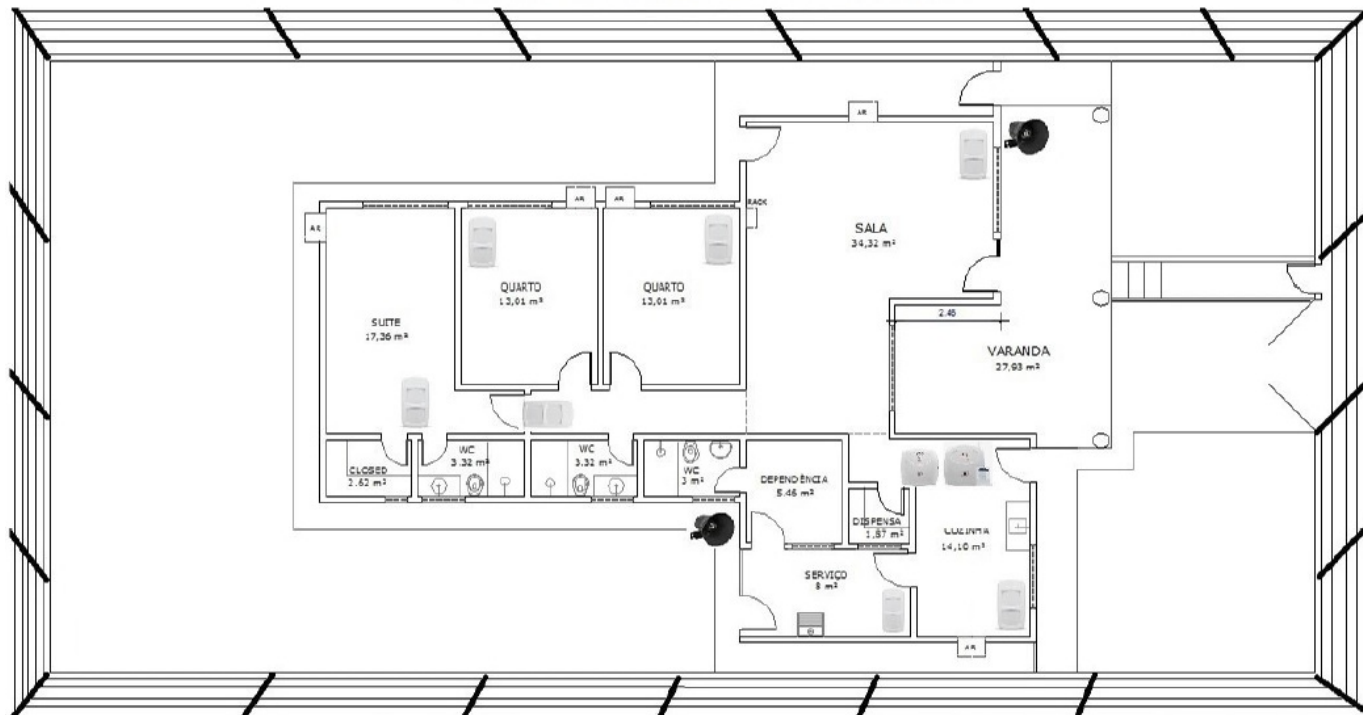 AR
AR
AR
AR
RACK
SALA
34,32 m²
QUARTO
12,01 m²
QUARTO
12,01 m²
SUITE
17,36 m²
2.46
VARANDA
27,93 m²
WC
3.32 m²
WC
3.32 m²
WC
3 m²
CLOSED
2.62 m²
DEPENDÊNCIA
5.46 m²
DISPENSA
1,87 m²
COZINHA
14,10 m²
SERVIÇO
8 m²
AR